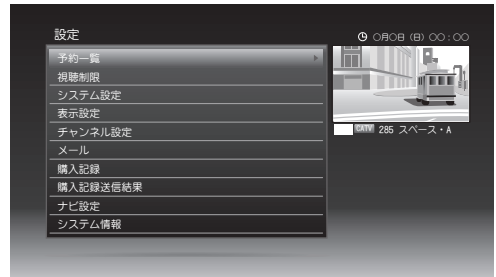 設定
○月○日 (日) ○○:○○
予約一覧
視聴制限
システム設定
表示設定
チャンネル設定
メール
購入記録
購入記録送信結果
ナビ設定
システム情報
CATV 285 スペース・A